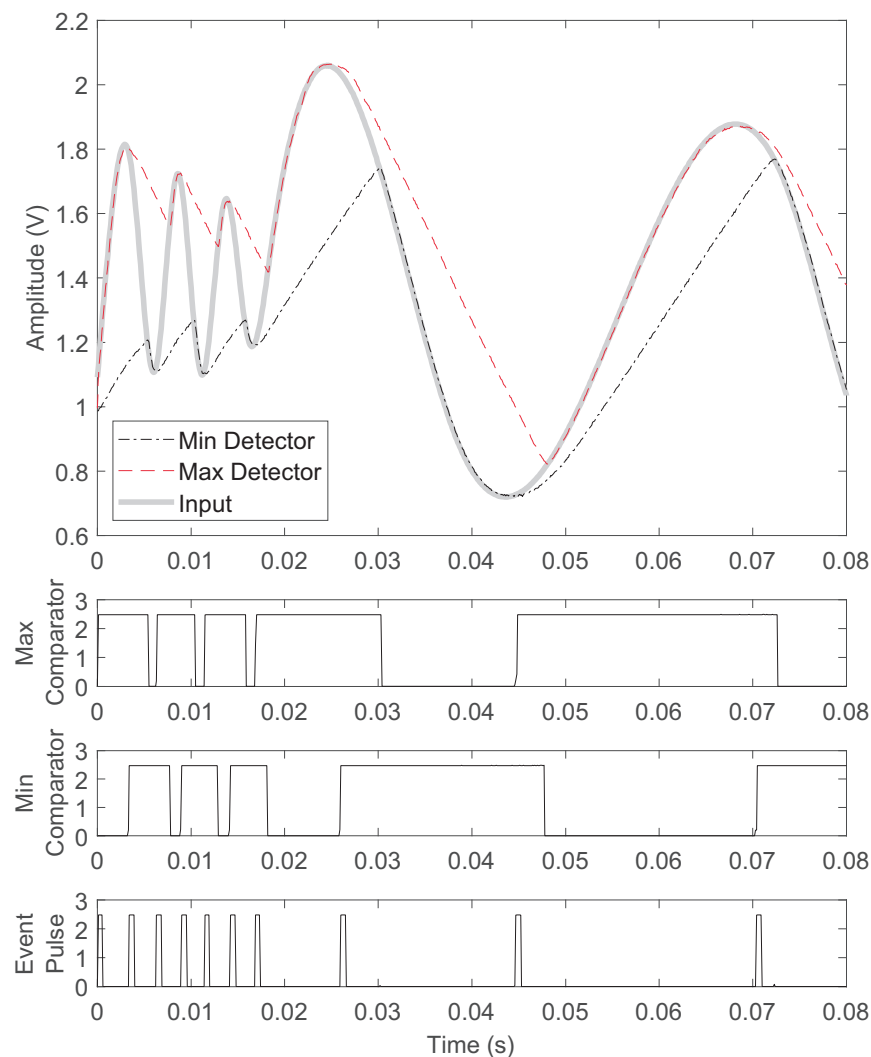 2.2
2
1.8
1.6
1.4
1.2
1
0.8
0.6
Amplitude (V)
Min Detector
Max Detector
Input
0 0.01 0.02 0.03 0.04 0.05 0.06 0.07 0.08
Max
Comparator
3
2
1
0
0 0.01 0.02 0.03 0.04 0.05 0.06 0.07 0.08
Min
Comparator
3
2
1
0
0 0.01 0.02 0.03 0.04 0.05 0.06 0.07 0.08
Event
Pulse
3
2
1
0
0 0.01 0.02 0.03 0.04 0.05 0.06 0.07 0.08
Time (s)